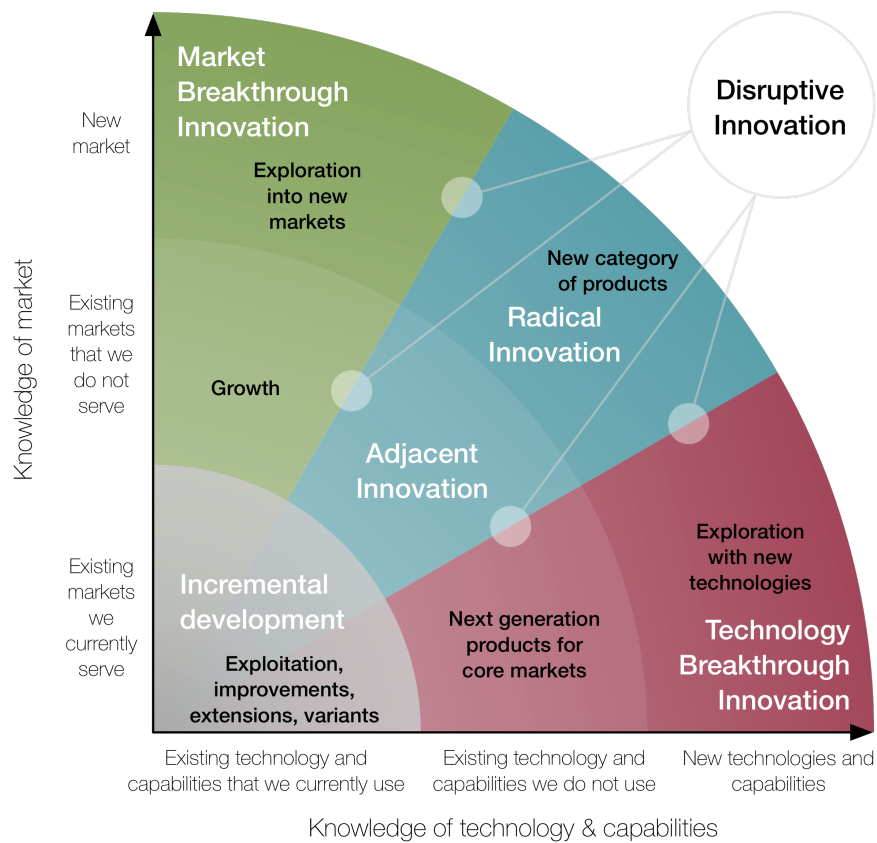 Market
Breakthrough
Innovation
Disruptive
Innovation
New
market
Exploration
into new
markets
New category
of products
Radical
Innovation
Knowledge of market
Existing
markets
that we
do not
serve
Growth
Adjacent
Innovation
Exploration
with new
technologies
Existing
markets
we
currently
serve
Incremental
development
Exploitation,
improvements,
extensions, variants
Next generation
products for
core markets
Technology
Breakthrough
Innovation
Existing technology and
capabilities that we currently use
Existing technology and
capabilities we do not use
New technologies and
capabilities
Knowledge of technology & capabilities